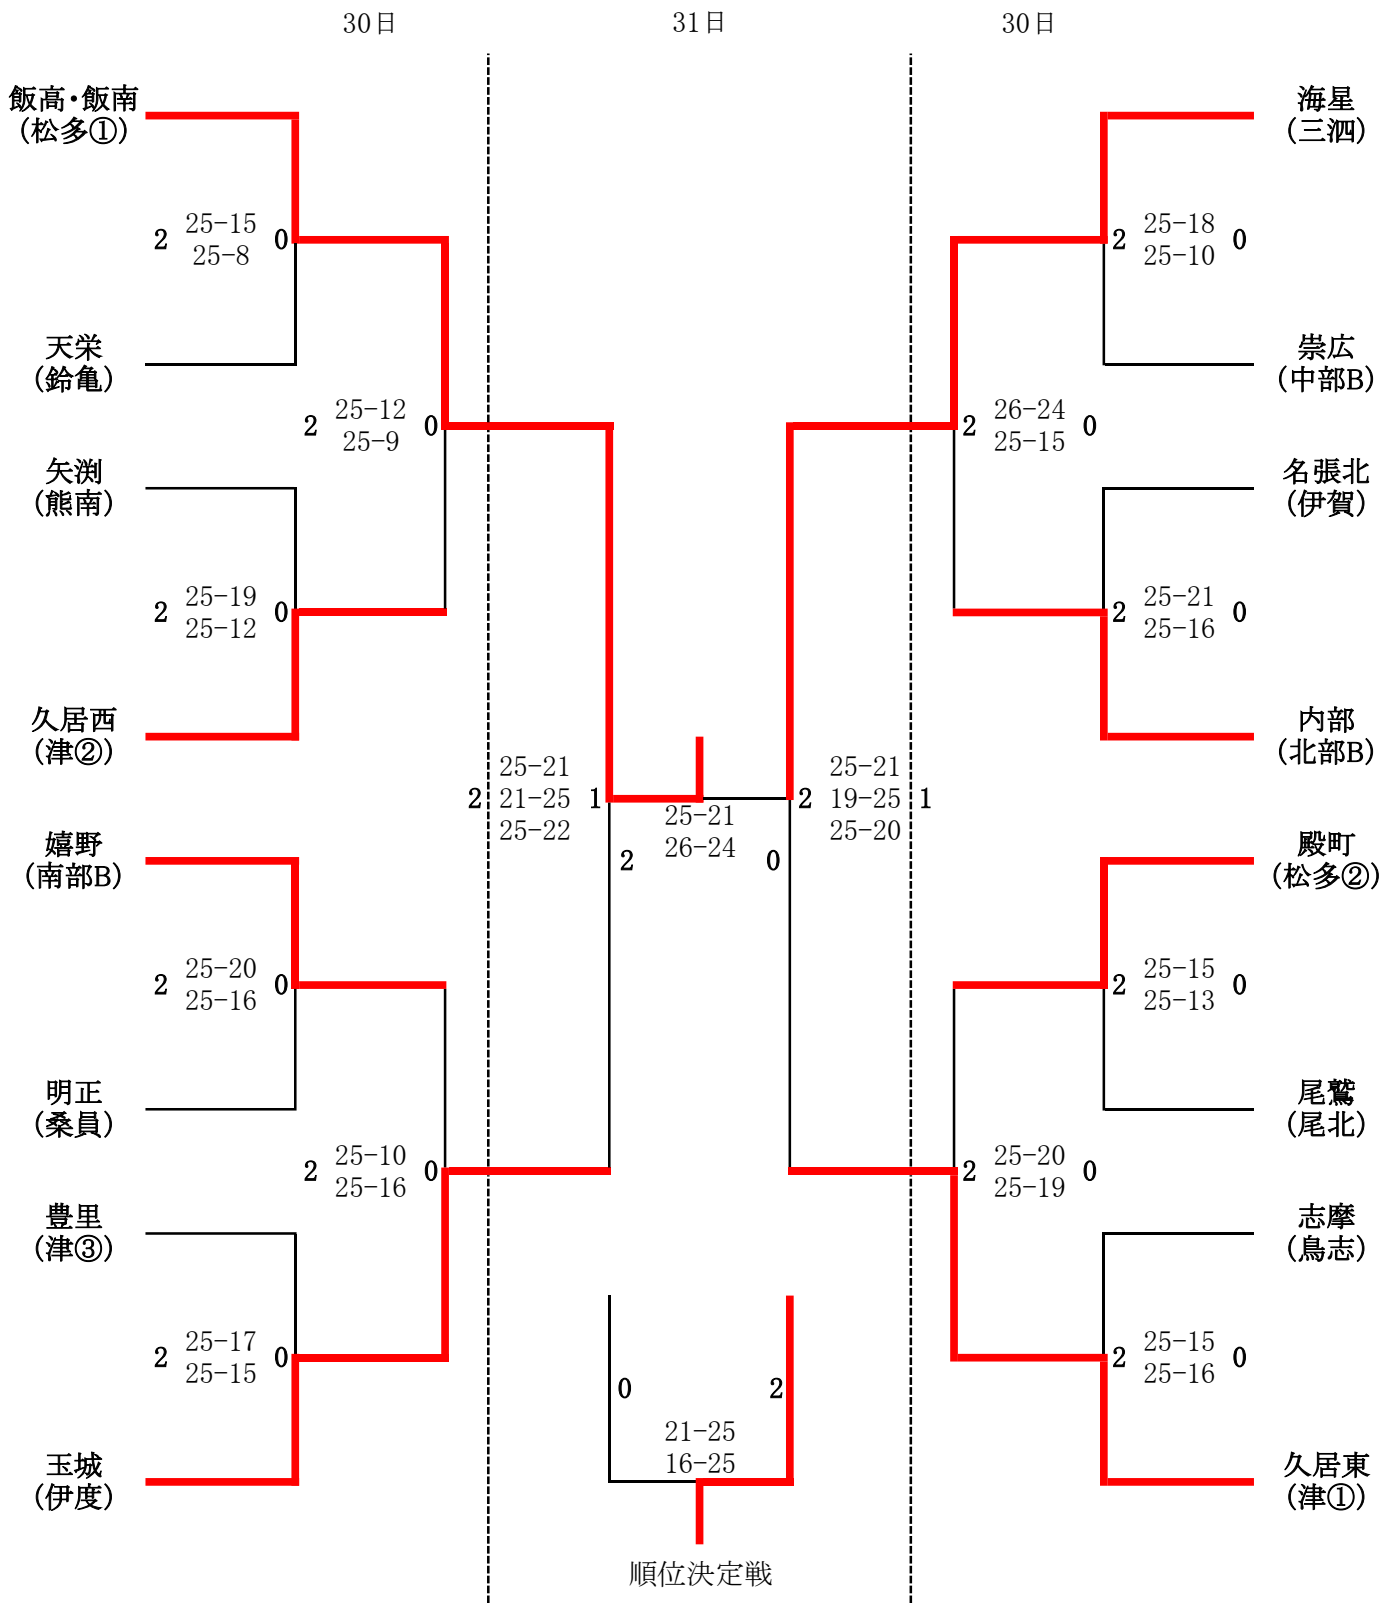 30日
31日
30日
飯高・飯南
(松多①)
海星
(三泗)
2
25-15
25-8
0
2
25-18
25-10
0
天栄
(鈴亀)
崇広
(中部B)
2
25-12
25-9
0
2
26-24
25-15
0
矢渕
(熊南)
名張北
(伊賀)
2
25-19
25-12
0
2
25-21
25-16
0
久居西
(津②)
内部
(北部B)
2
25-21
21-25
25-22
1
2
25-21
19-25
25-20
1
25-21
26-24
2
0
嬉野
(南部B)
殿町
(松多②)
2
25-20
25-16
0
2
25-15
25-13
0
明正
(桑員)
尾鷲
(尾北)
2
25-10
25-16
0
2
25-20
25-19
0
豊里
(津③)
志摩
(鳥志)
2
25-17
25-15
0
2
25-15
25-16
0
0
2
21-25
16-25
玉城
(伊度)
久居東
(津①)
順位決定戦